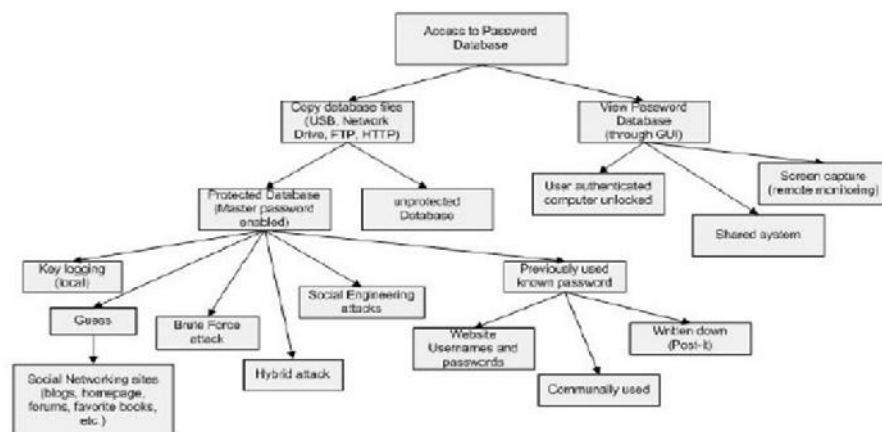 Access to Password
Database
Copy database files
(USB, Network
Drive, FTP, HTTP)
View Password
Database
(through GUI)
Protected Database
(Master password
enabled)
unprotected
Database
User authenticated
computer unlocked
Screen capture
(remote monitoring)
Shared system
Key logging
(local)
Guess
Brute Force
attack
Hybrid attack
Social Engineering
attacks
Previously used
known password
Social Networking sites
(blogs, homepage,
forums, favorite books,
etc.)
Website
Usernames and
passwords
Communally used
Written down
(Post-it)